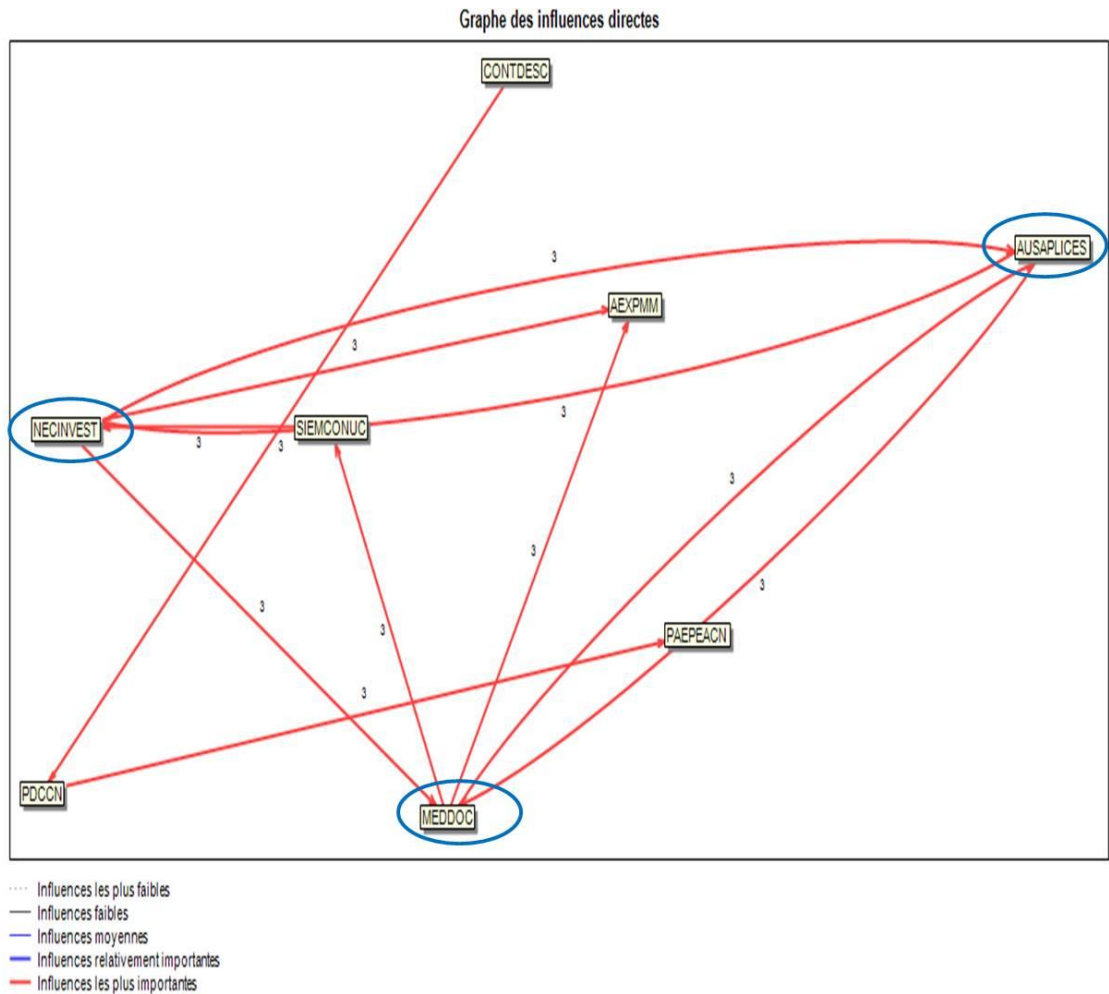 Graphe des influences directes
CONTDESC
AUSAPLICES
3
AEXPMM
3
3
NECINVEST
SIEMCONUC
3
3
3
3
3
3
3
PAEPEACN
3
PDCCN
MEDDOC
Influences les plus faibles
Influences faibles
Influences moyennes
Influences relativement importantes
Influences les plus importantes